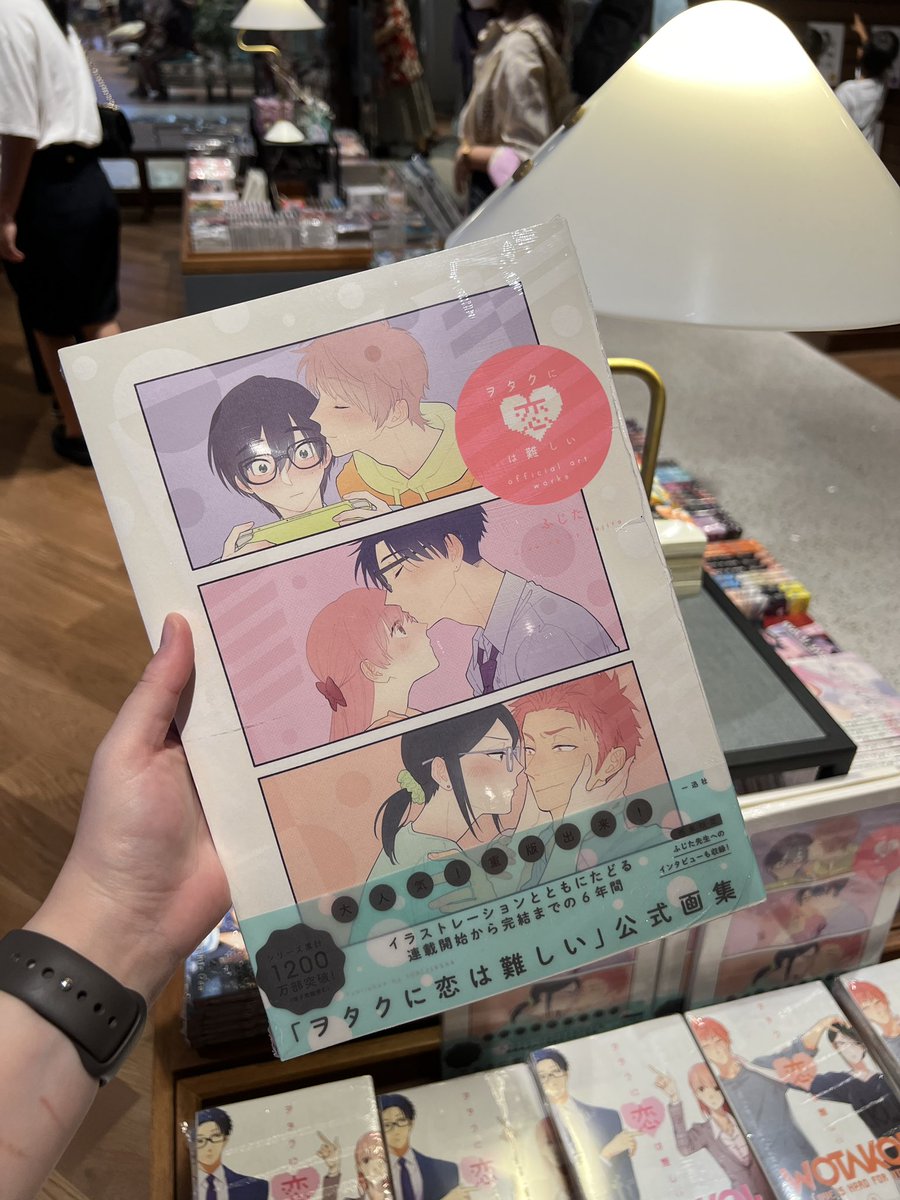 ヲタクに
恋
は難しい
official art
works
ふじた
一迅社
大人気!重版出来!
ふじた先生への
インタビューも収録!
イラストレーションとともにたどる
連載開始から完結までの6年間
シリーズ累計
1200
万部突破!
「ヲタクに恋は難しい」公式画集
恋
恋
恋
恋
WOTAKOI